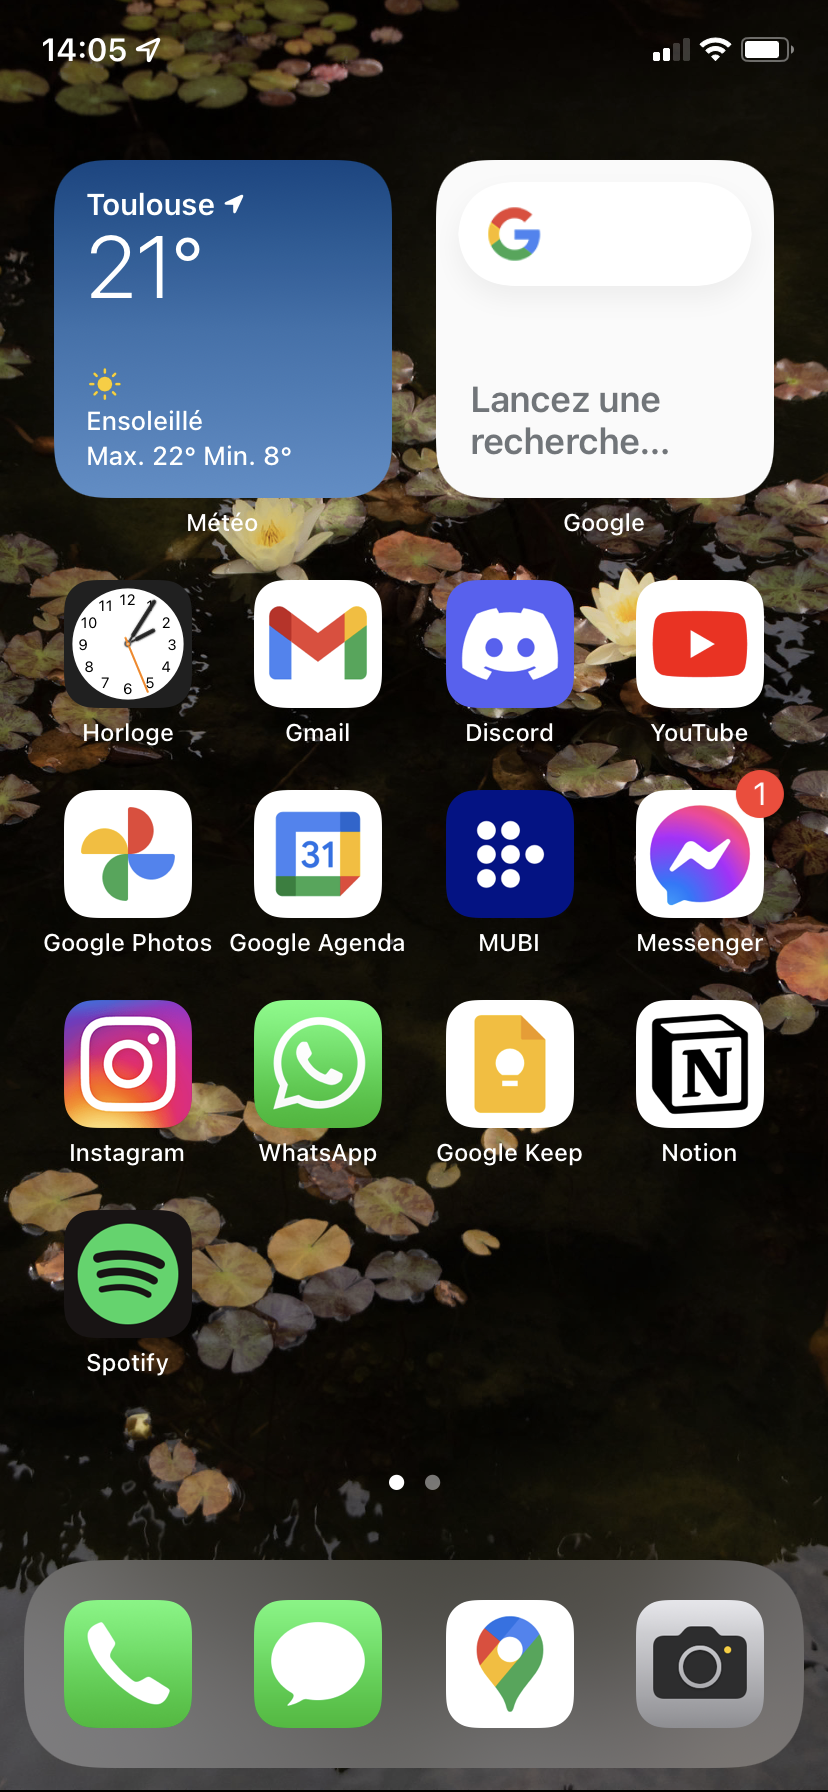 14:05
Toulouse
21°
Ensoleillé
Max. 22° Min. 8°
Météo
Lancez une
recherche...
Google
12
11 1
10 2
9 3
8 4
7 5
6
Horloge
Gmail
Discord
YouTube
31
1
Google Photos
Google Agenda
MUBI
Messenger
N
Instagram
WhatsApp
Google Keep
Notion
Spotify